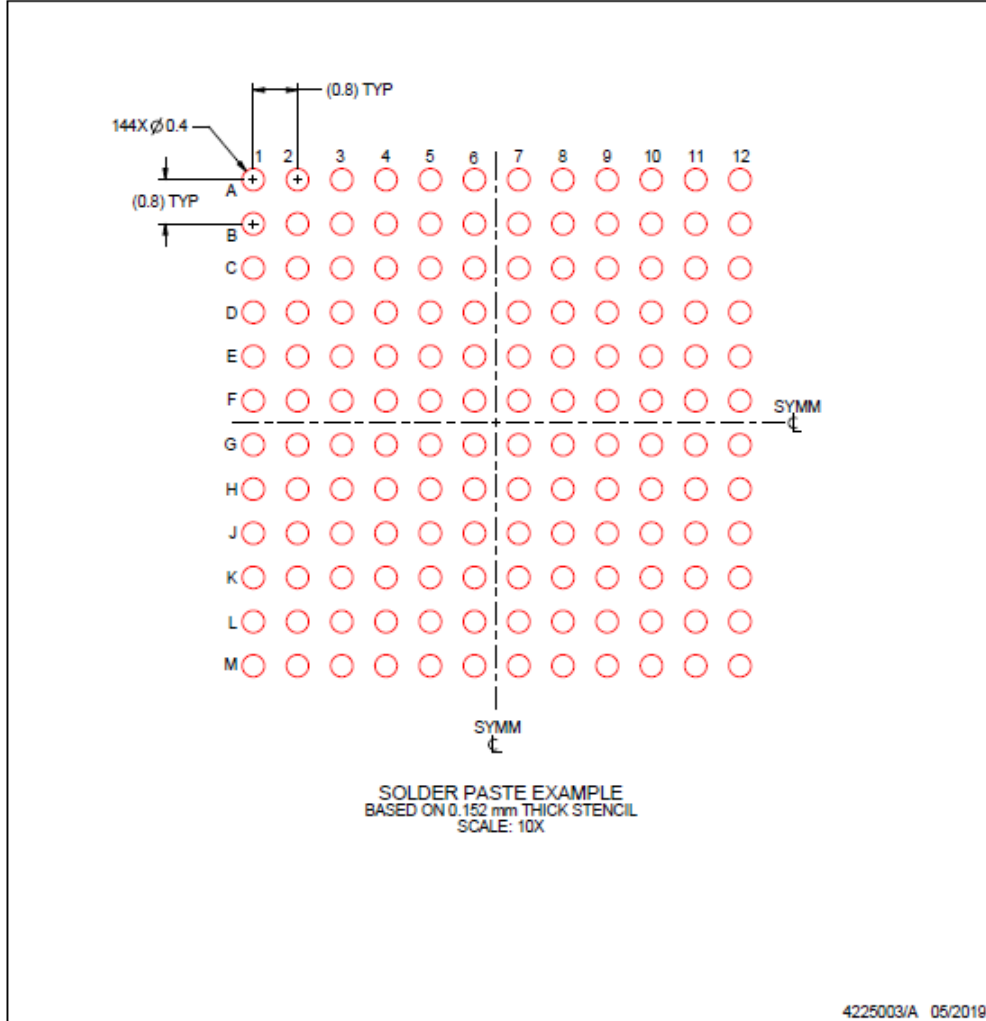 (0.8) TYP
144X Ø 0.4
1 2 3 4 5 6 7 8 9 10 11 12
A
(0.8) TYP
B
C
D
E
F
SYMM
℄
G
H
J
K
L
M
SYMM
℄
SOLDER PASTE EXAMPLE
BASED ON 0.152 mm THICK STENCIL
SCALE: 10X
4225003/A 05/2019